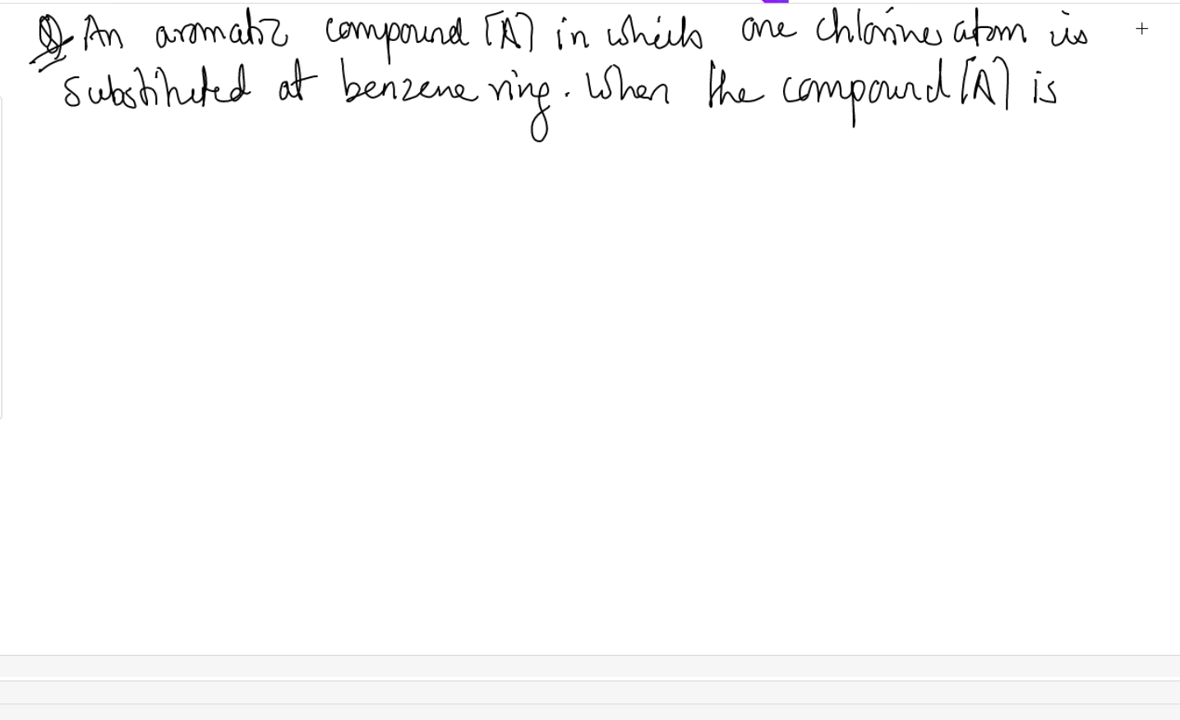 Q An aromatic compound [A] in which one chlorine atom is
substituted at benzene ring. When the compound [A] is